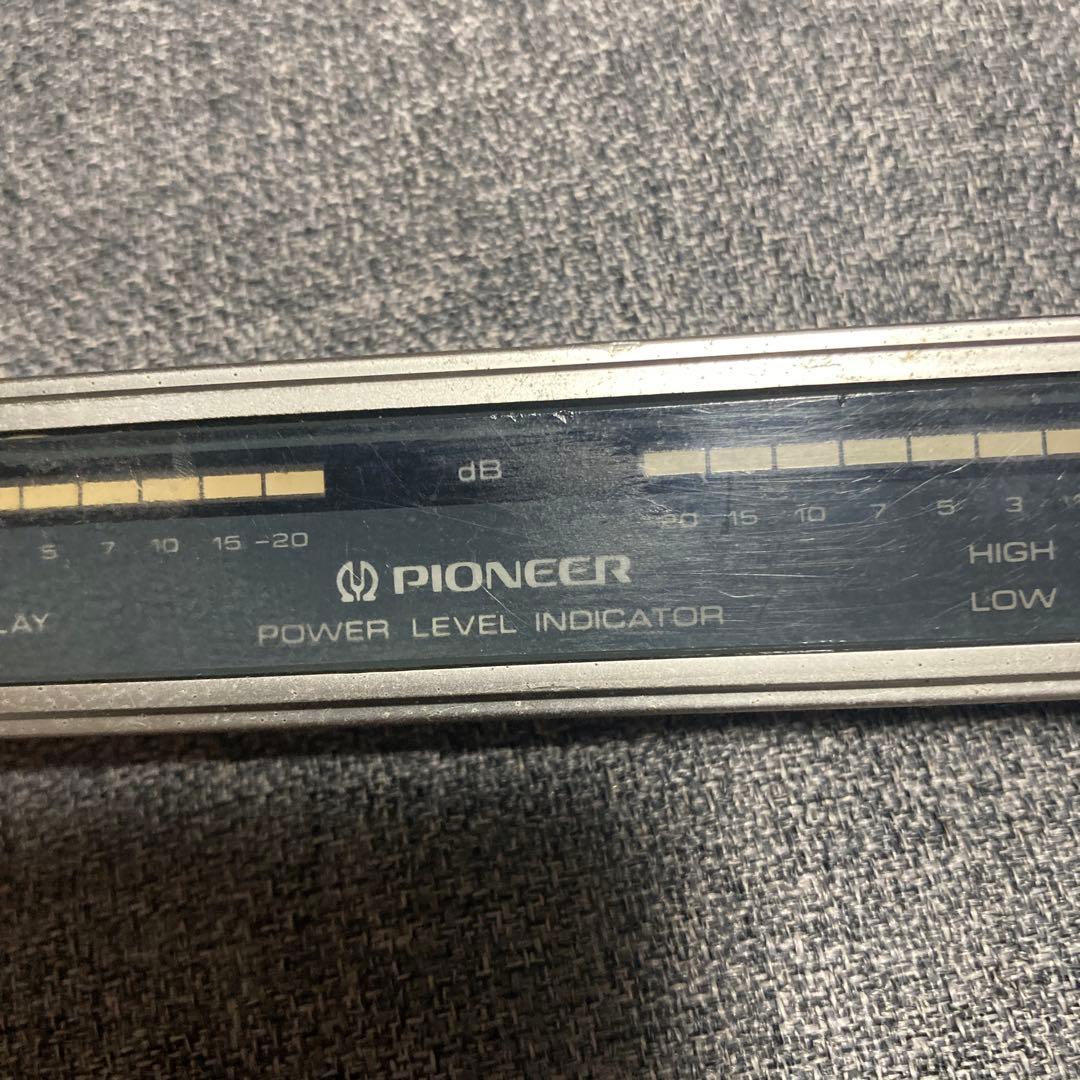 dB
5 7 10 15 -20
20 15 10 7 5 3
HIGH
PIONEER
LOW
LAY
POWER LEVEL INDICATOR